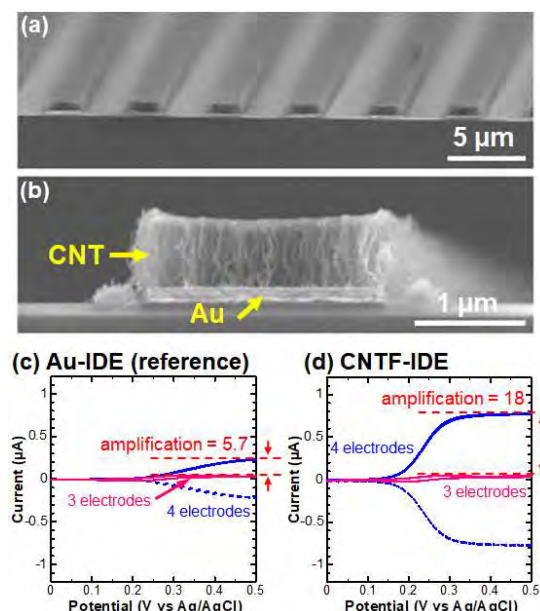 (a)
5 µm
(b)
CNT
Au
1 µm
(c) Au-IDE (reference)
(d) CNTF-IDE
1
0.5
0
-0.5
-1
Current (µA)
amplification = 5.7
3 electrodes
4 electrodes
0 0.1 0.2 0.3 0.4 0.5
Potential (V vs Ag/AgCl)
1
0.5
0
-0.5
-1
Current (µA)
amplification = 18
4 electrodes
3 electrodes
0 0.1 0.2 0.3 0.4 0.5
Potential (V vs Ag/AgCl)